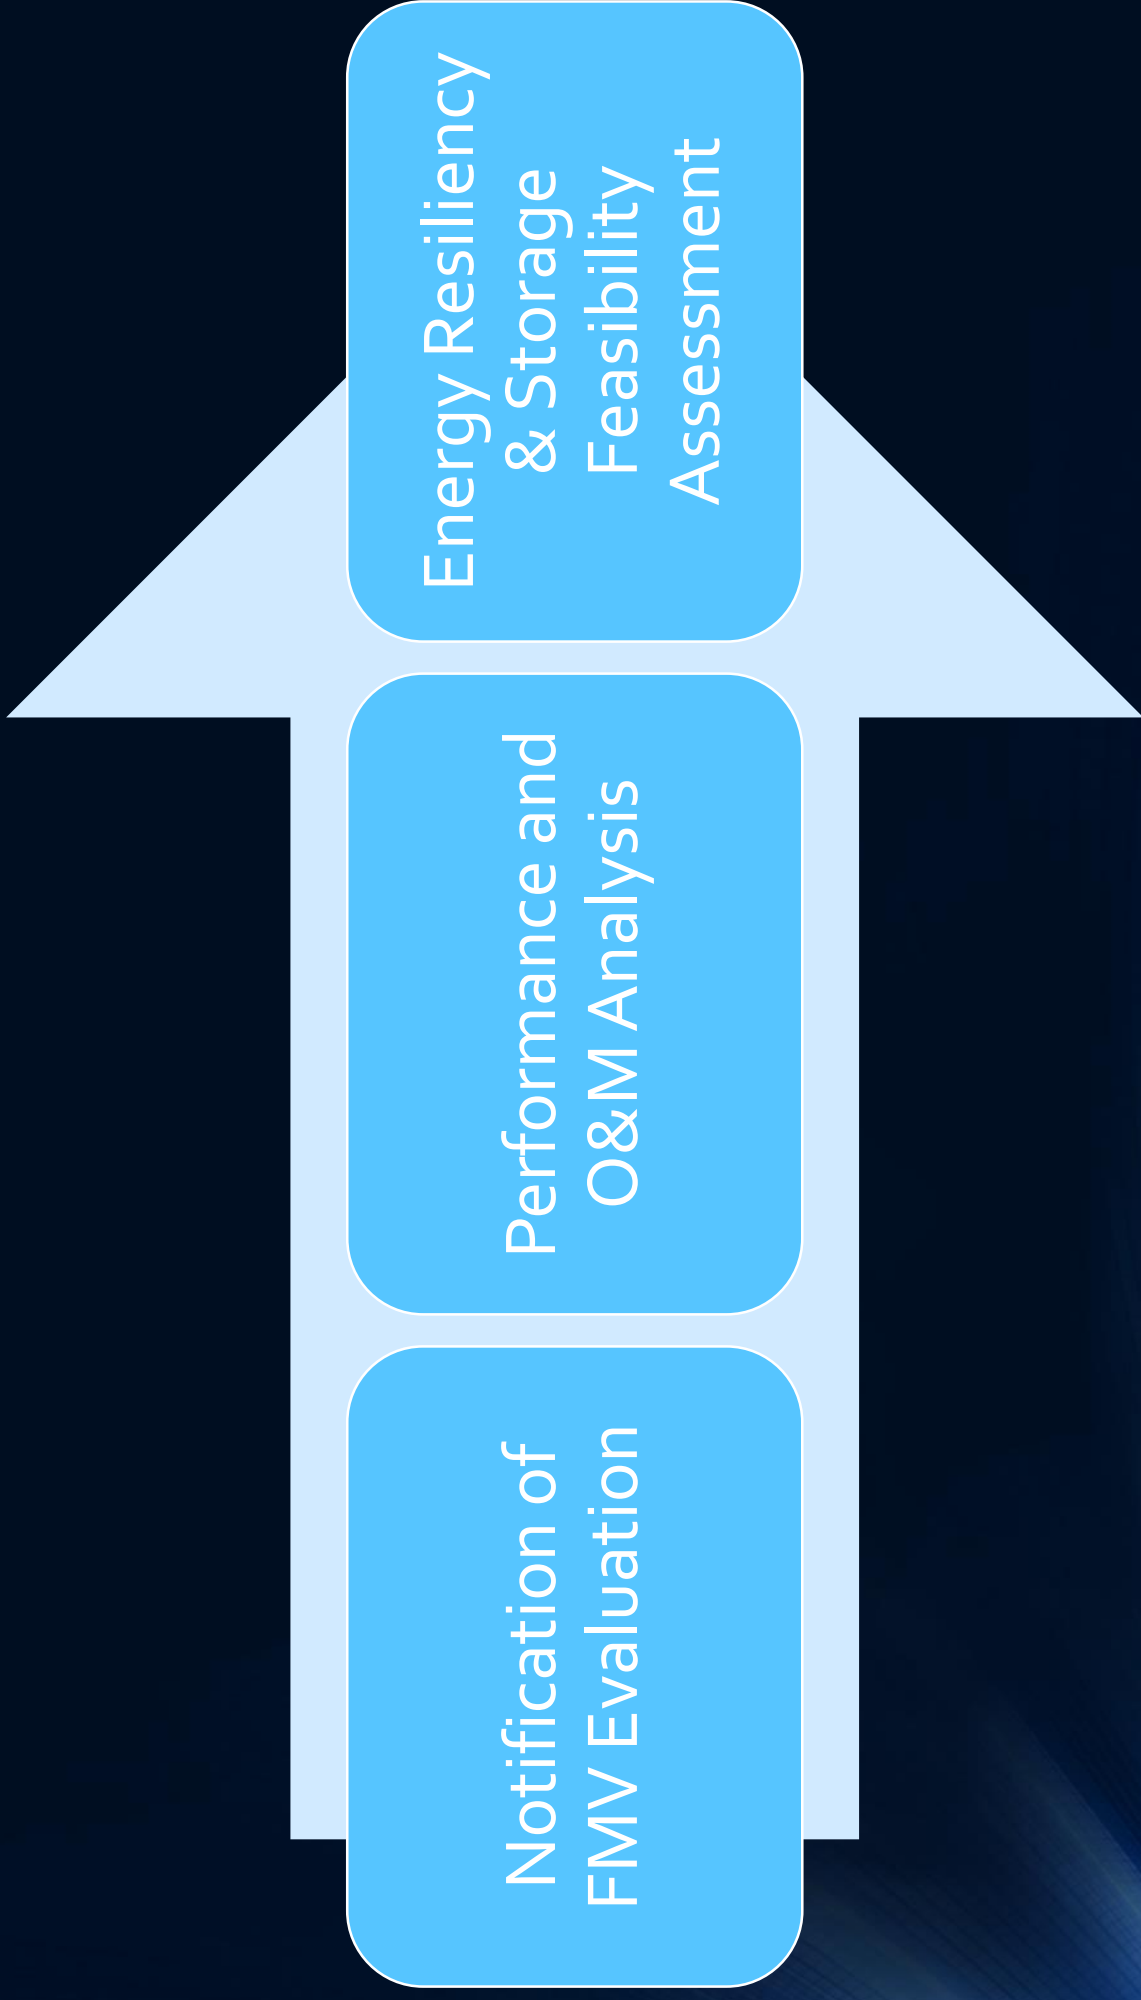 Notification of
FMV Evaluation
Performance and
O&M Analysis
Energy Resiliency
& Storage
Feasibility
Assessment